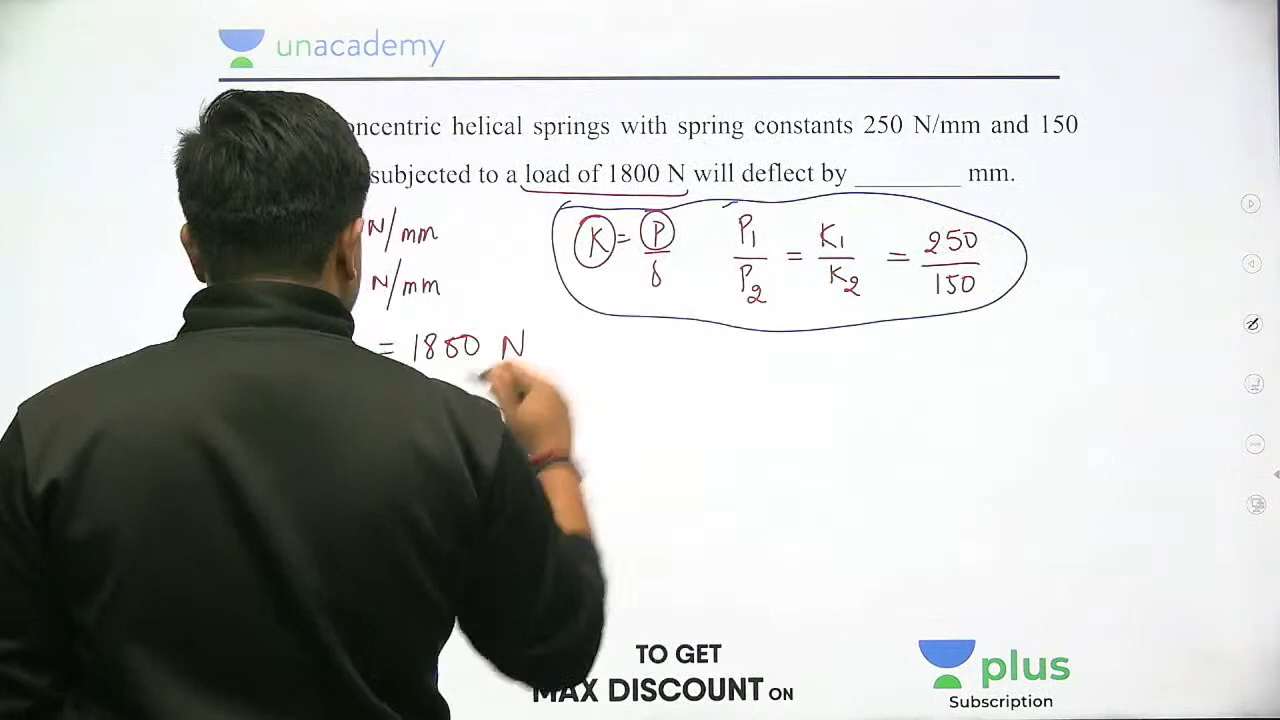 unacademy
oncentric helical springs with spring constants 250 N/mm and 150
subjected to a load of 1800 N will deflect by ________ mm.
N/mm
K = P/δ P1/P2 = K1/K2 = 250/150
N/mm
= 1800 N
TO GET
MAX DISCOUNT ON
plus
Subscription